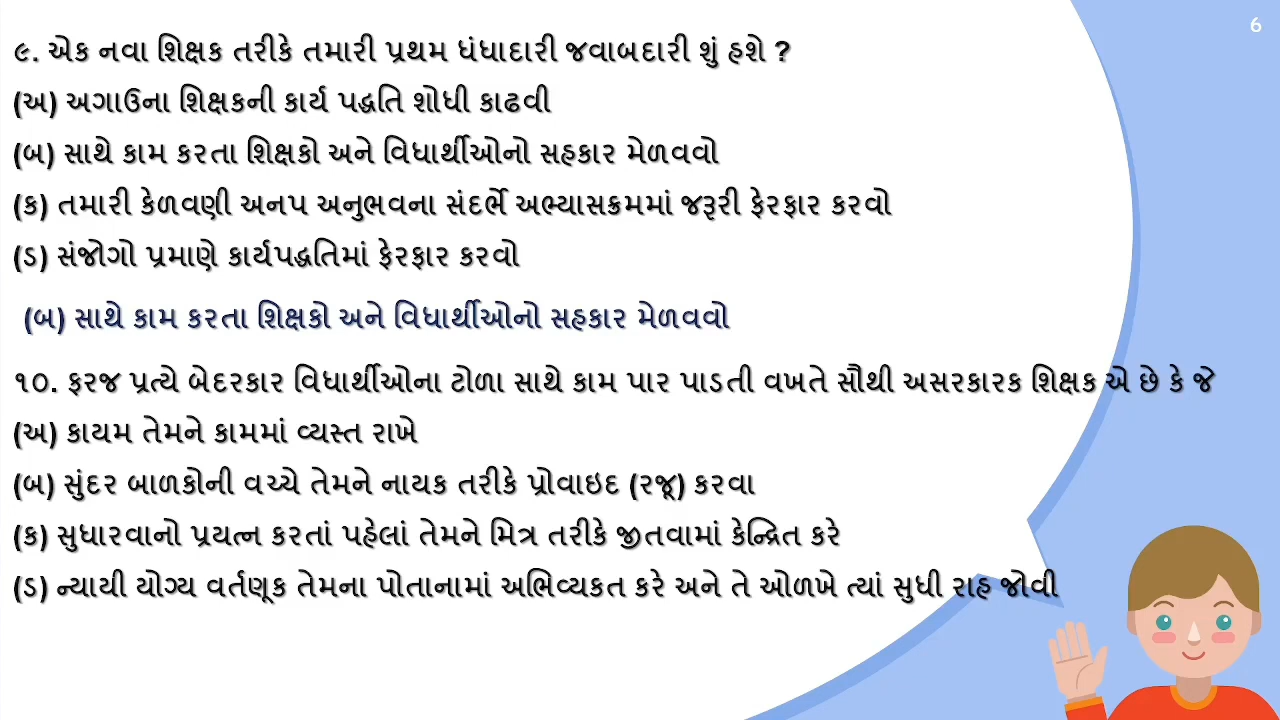 6
૯. એક નવા શિક્ષક તરીકે તમારી પ્રથમ ધંધાદારી જવાબદારી શું હશે ?
(અ) અગાઉના શિક્ષકની કાર્ય પદ્ધતિ શોધી કાઢવી
(બ) સાથે કામ કરતા શિક્ષકો અને વિધાર્થીઓનો સહકાર મેળવવો
(ક) તમારી કેળવણી અનપ અનુભવના સંદર્ભે અભ્યાસક્રમમાં જરૂરી ફેરફાર કરવો
(ડ) સંજોગો પ્રમાણે કાર્યપદ્ધતિમાં ફેરફાર કરવો
(બ) સાથે કામ કરતા શિક્ષકો અને વિધાર્થીઓનો સહકાર મેળવવો
૧૦. ફરજ પ્રત્યે બેદરકાર વિધાર્થીઓના ટોળા સાથે કામ પાર પાડતી વખતે સૌથી અસરકારક શિક્ષક એ છે કે જે
(અ) કાયમ તેમને કામમાં વ્યસ્ત રાખે
(બ) સુંદર બાળકોની વચ્ચે તેમને નાયક તરીકે પ્રોવાઇદ (રજૂ) કરવા
(ક) સુધારવાનો પ્રયત્ન કરતાં પહેલાં તેમને મિત્ર તરીકે જીતવામાં કેન્દ્રિત કરે
(ડ) ન્યાયી યોગ્ય વર્તણૂક તેમના પોતાનામાં અભિવ્યકત કરે અને તે ઓળખે ત્યાં સુધી રાહ જોવી